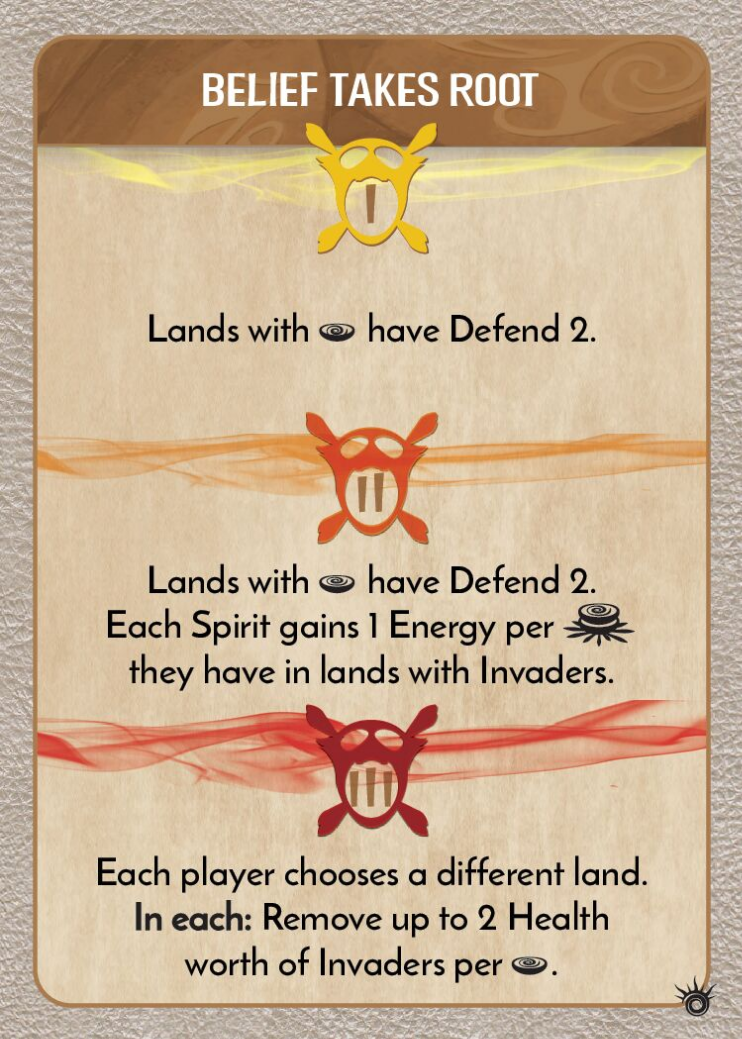 BELIEF TAKES ROOT
I
Lands with have Defend 2.
II
Lands with have Defend 2.
Each Spirit gains 1 Energy per
they have in lands with Invaders.
III
Each player chooses a different land.
In each: Remove up to 2 Health
worth of Invaders per .